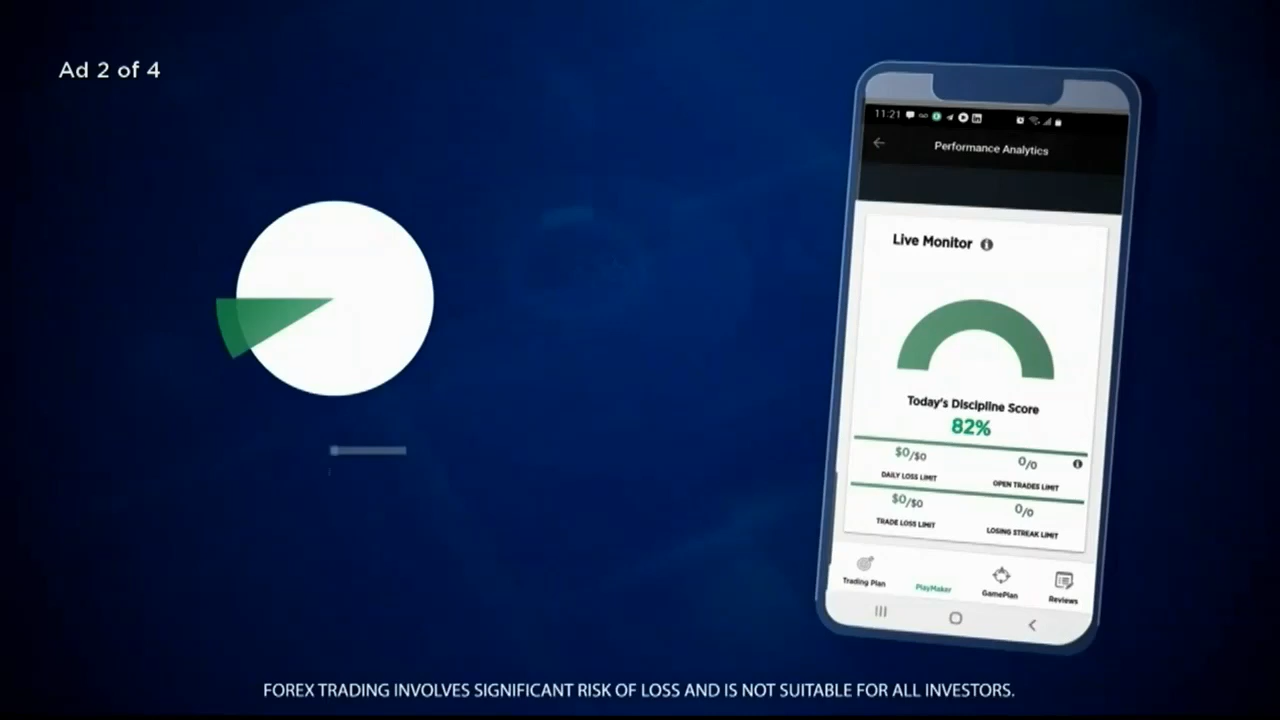 Ad 2 of 4
11:21
Performance Analytics
Live Monitor
Today's Discipline Score
82%
$0/$0
0/0
DAILY LOSS LIMIT
OPEN TRADES LIMIT
$0/$0
0/0
TRADE LOSS LIMIT
LOSING STREAK LIMIT
Trading Plan
PlayMaker
GamePlan
Reviews
FOREX TRADING INVOLVES SIGNIFICANT RISK OF LOSS AND IS NOT SUITABLE FOR ALL INVESTORS.